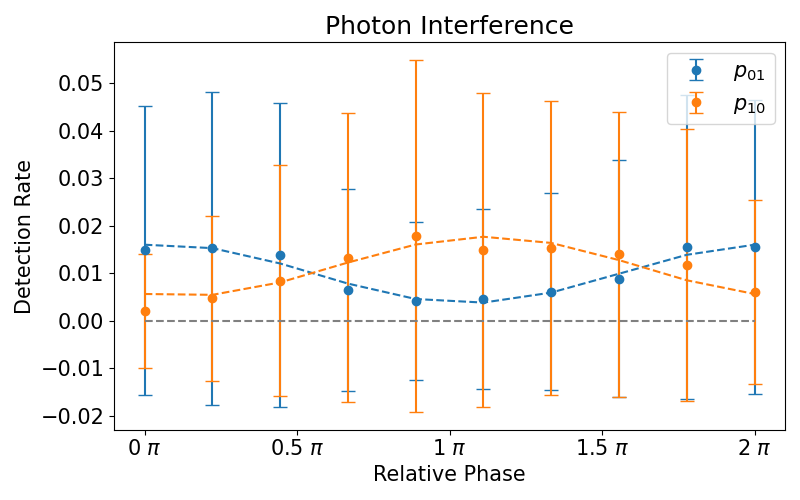 Photon Interference
p01
p10
Detection Rate
0.05
0.04
0.03
0.02
0.01
0.00
−0.01
−0.02
0 π 0.5 π 1 π 1.5 π 2 π
Relative Phase